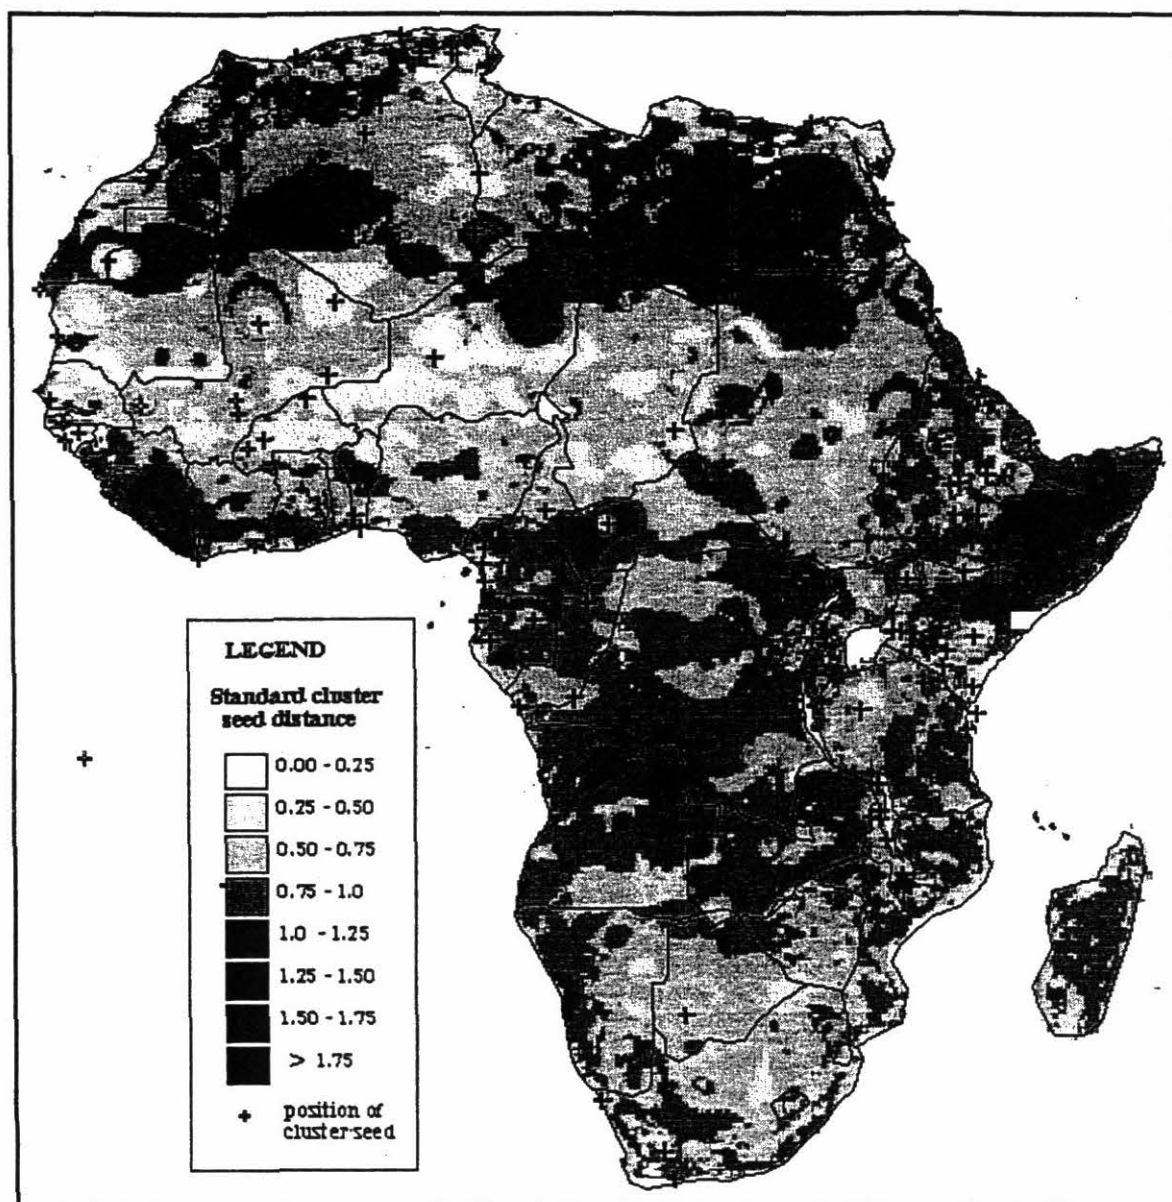 LEGEND
Standard cluster
seed distance
0.00 - 0.25
0.25 - 0.50
0.50 - 0.75
0.75 - 1.0
1.0 - 1.25
1.25 - 1.50
1.50 - 1.75
> 1.75
position of
cluster-seed